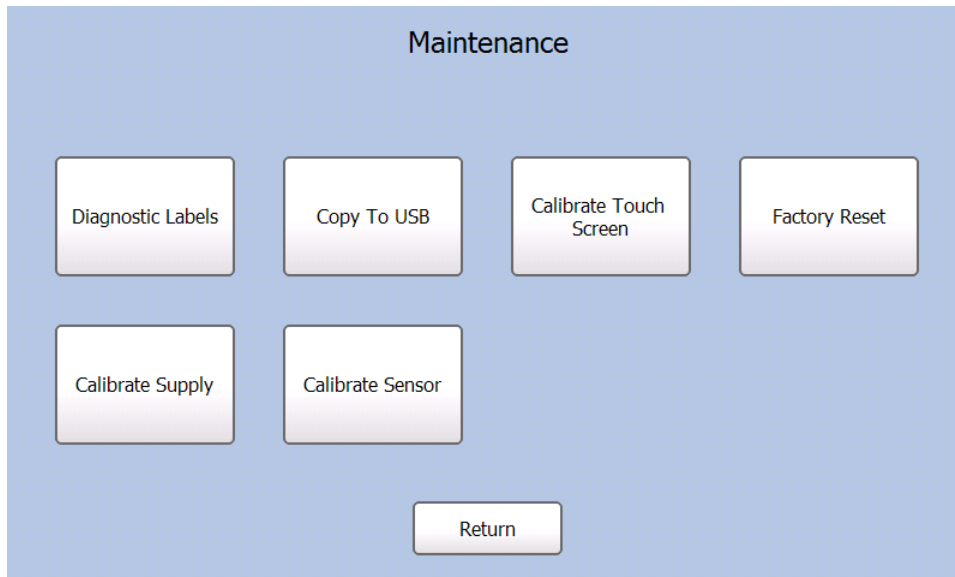 Maintenance
Diagnostic Labels
Copy To USB
Calibrate Touch
Screen
Factory Reset
Calibrate Supply
Calibrate Sensor
Return